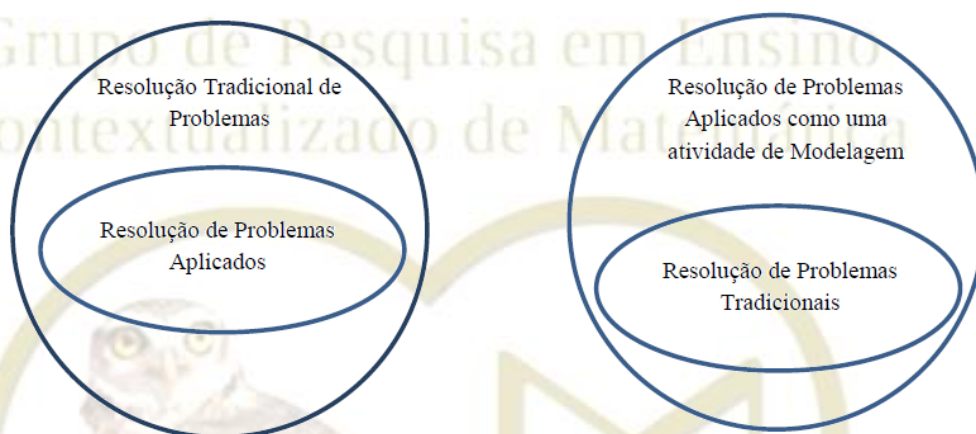 Grupo de Pesquisa em Ensino
ontextualizado de Matemática
Resolução Tradicional de
Problemas
Resolução de Problemas
Aplicados
Resolução de Problemas
Aplicados como uma
atividade de Modelagem
Resolução de Problemas
Tradicionais